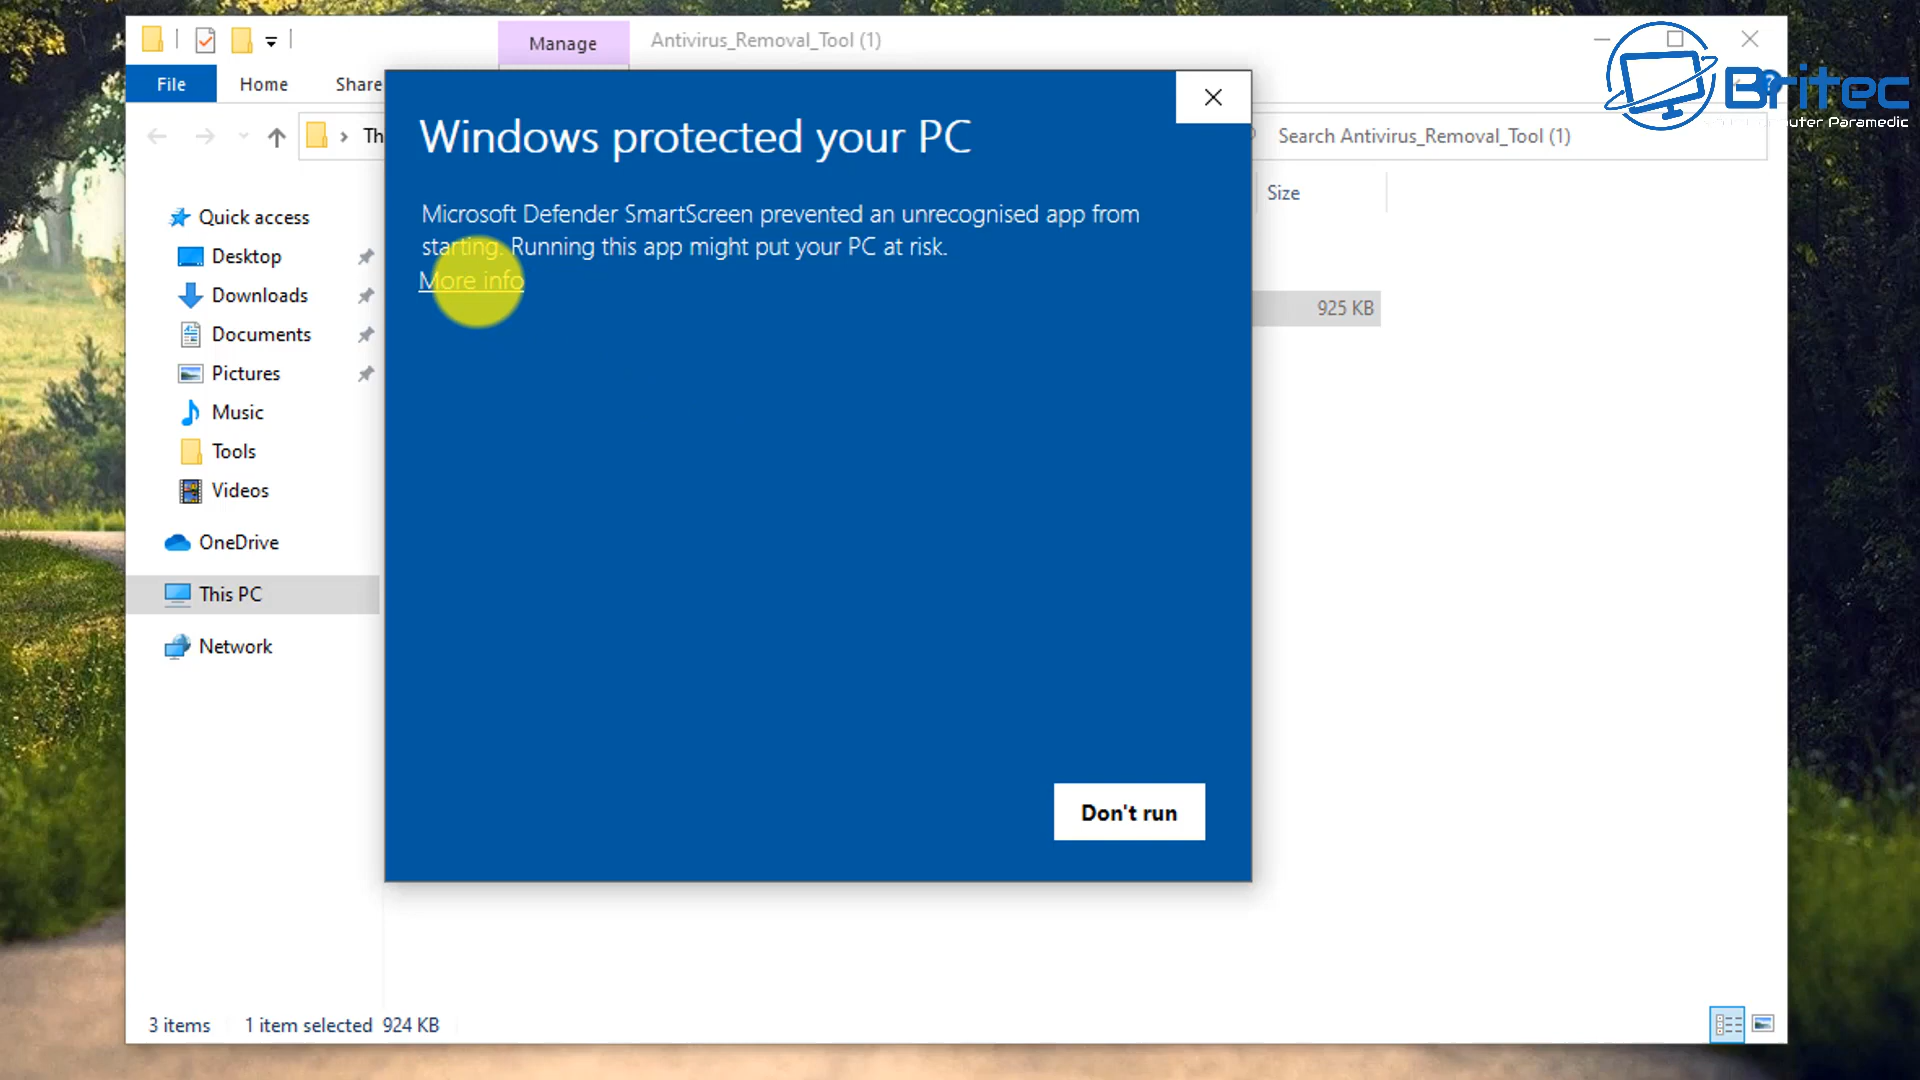 Manage
Antivirus_Removal_Tool (1)
File
Home
Share
Th
Search Antivirus_Removal_Tool (1)
Britec
Computer Paramedic
Windows protected your PC
Microsoft Defender SmartScreen prevented an unrecognised app from
starting. Running this app might put your PC at risk.
More info
Don't run
Size
925 KB
Quick access
Desktop
Downloads
Documents
Pictures
Music
Tools
Videos
OneDrive
This PC
Network
3 items
1 item selected 924 KB